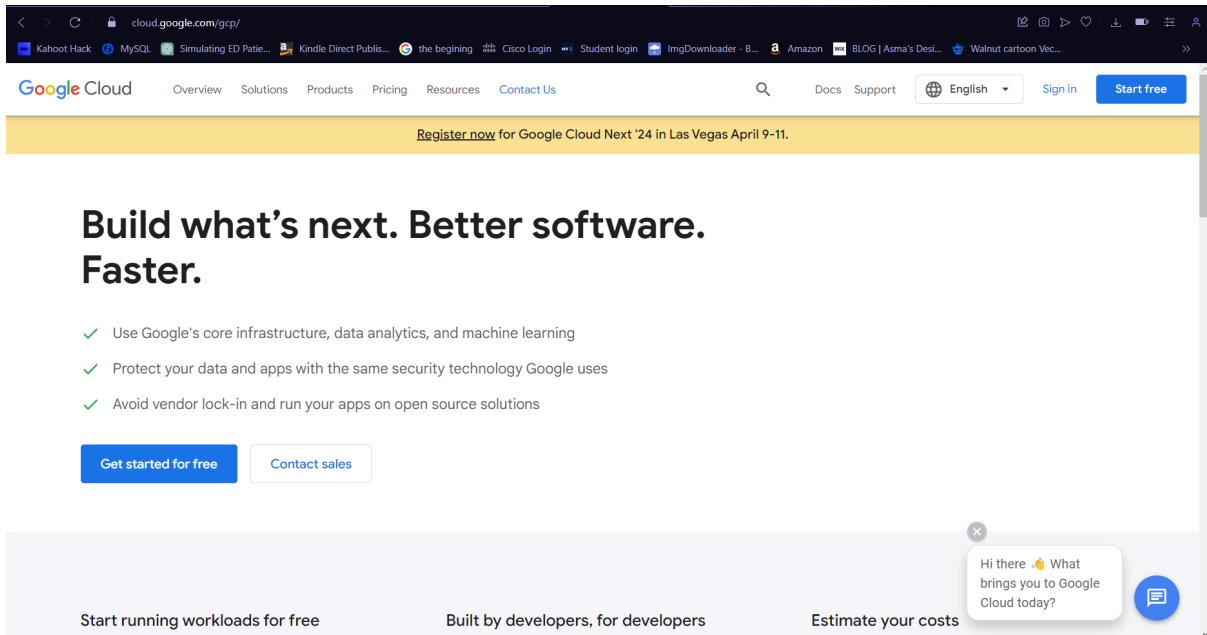 cloud.google.com/gcp/
Kahoot Hack MySQL Simulating ED Patie... Kindle Direct Publis... the begining Cisco Login Student login ImgDownloader - B... Amazon BLOG | Asma's Desi... Walnut cartoon Vec...
Google Cloud Overview Solutions Products Pricing Resources Contact Us Docs Support English Sign in Start free
Register now for Google Cloud Next '24 in Las Vegas April 9-11.
Build what's next. Better software.
Faster.
Use Google's core infrastructure, data analytics, and machine learning
Protect your data and apps with the same security technology Google uses
Avoid vendor lock-in and run your apps on open source solutions
Get started for free Contact sales
Hi there 👋 What
brings you to Google
Cloud today?
Start running workloads for free Built by developers, for developers Estimate your costs